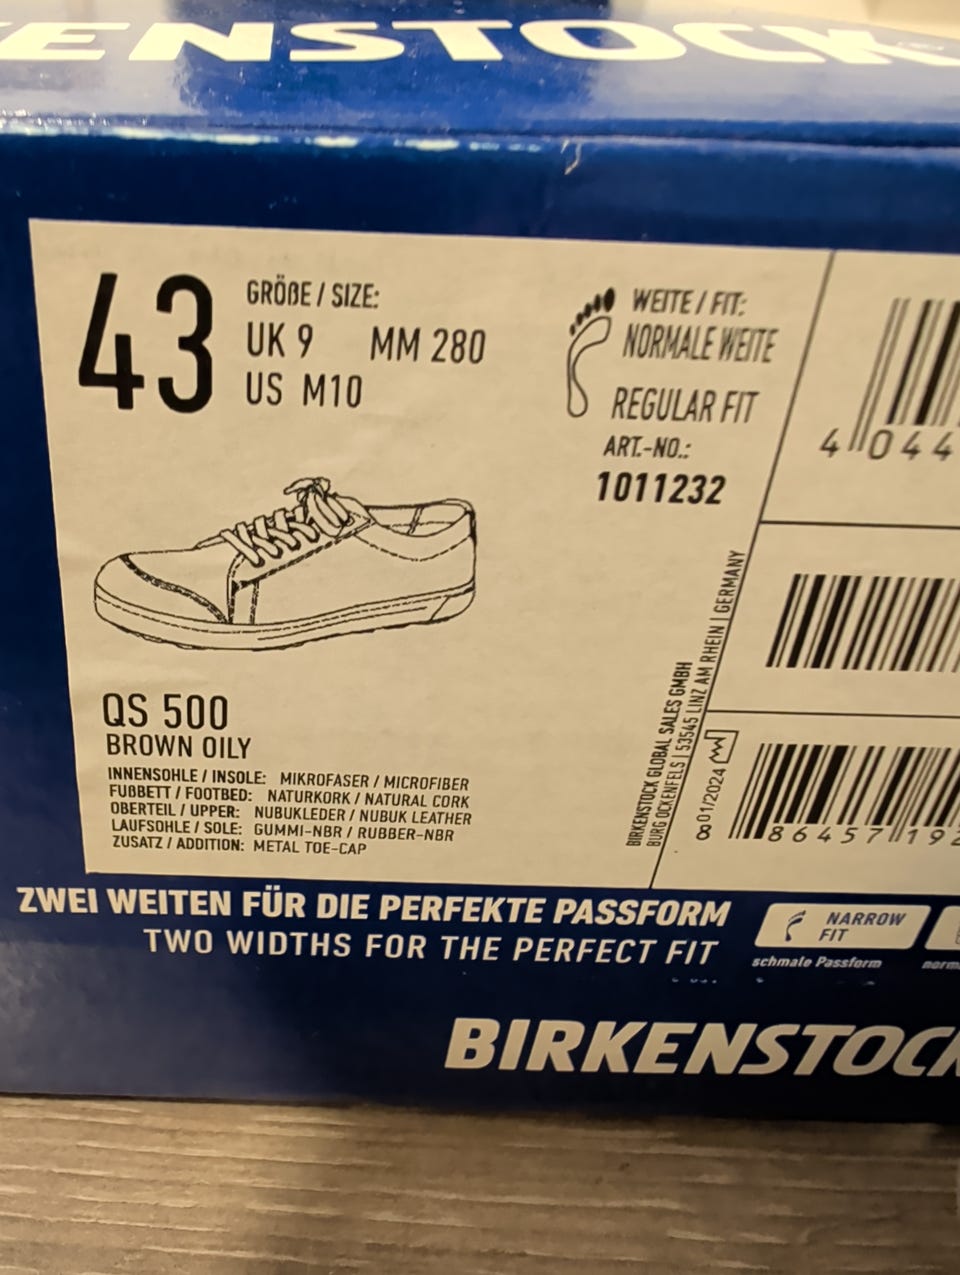 ENSTOCK
43
GRÖßE / SIZE:
UK 9 MM 280
US M10
WEITE / FIT:
NORMALE WEITE
REGULAR FIT
ART.-NO.:
1011232
4 044
QS 500
BROWN OILY
INNENSOHLE / INSOLE: MIKROFASER / MICROFIBER
FUßBETT / FOOTBED: NATURKORK / NATURAL CORK
OBERTEIL / UPPER: NUBUKLEDER / NUBUK LEATHER
LAUFSOHLE / SOLE: GUMMI-NBR / RUBBER-NBR
ZUSATZ / ADDITION: METAL TOE-CAP
BIRKENSTOCK GLOBAL SALES GMBH
BURG OCKENFELS | 53545 LINZ AM RHEIN | GERMANY
8 01/2024
86457 19
ZWEI WEITEN FÜR DIE PERFEKTE PASSFORM
TWO WIDTHS FOR THE PERFECT FIT
NARROW
FIT
schmale Passform
BIRKENSTOCK